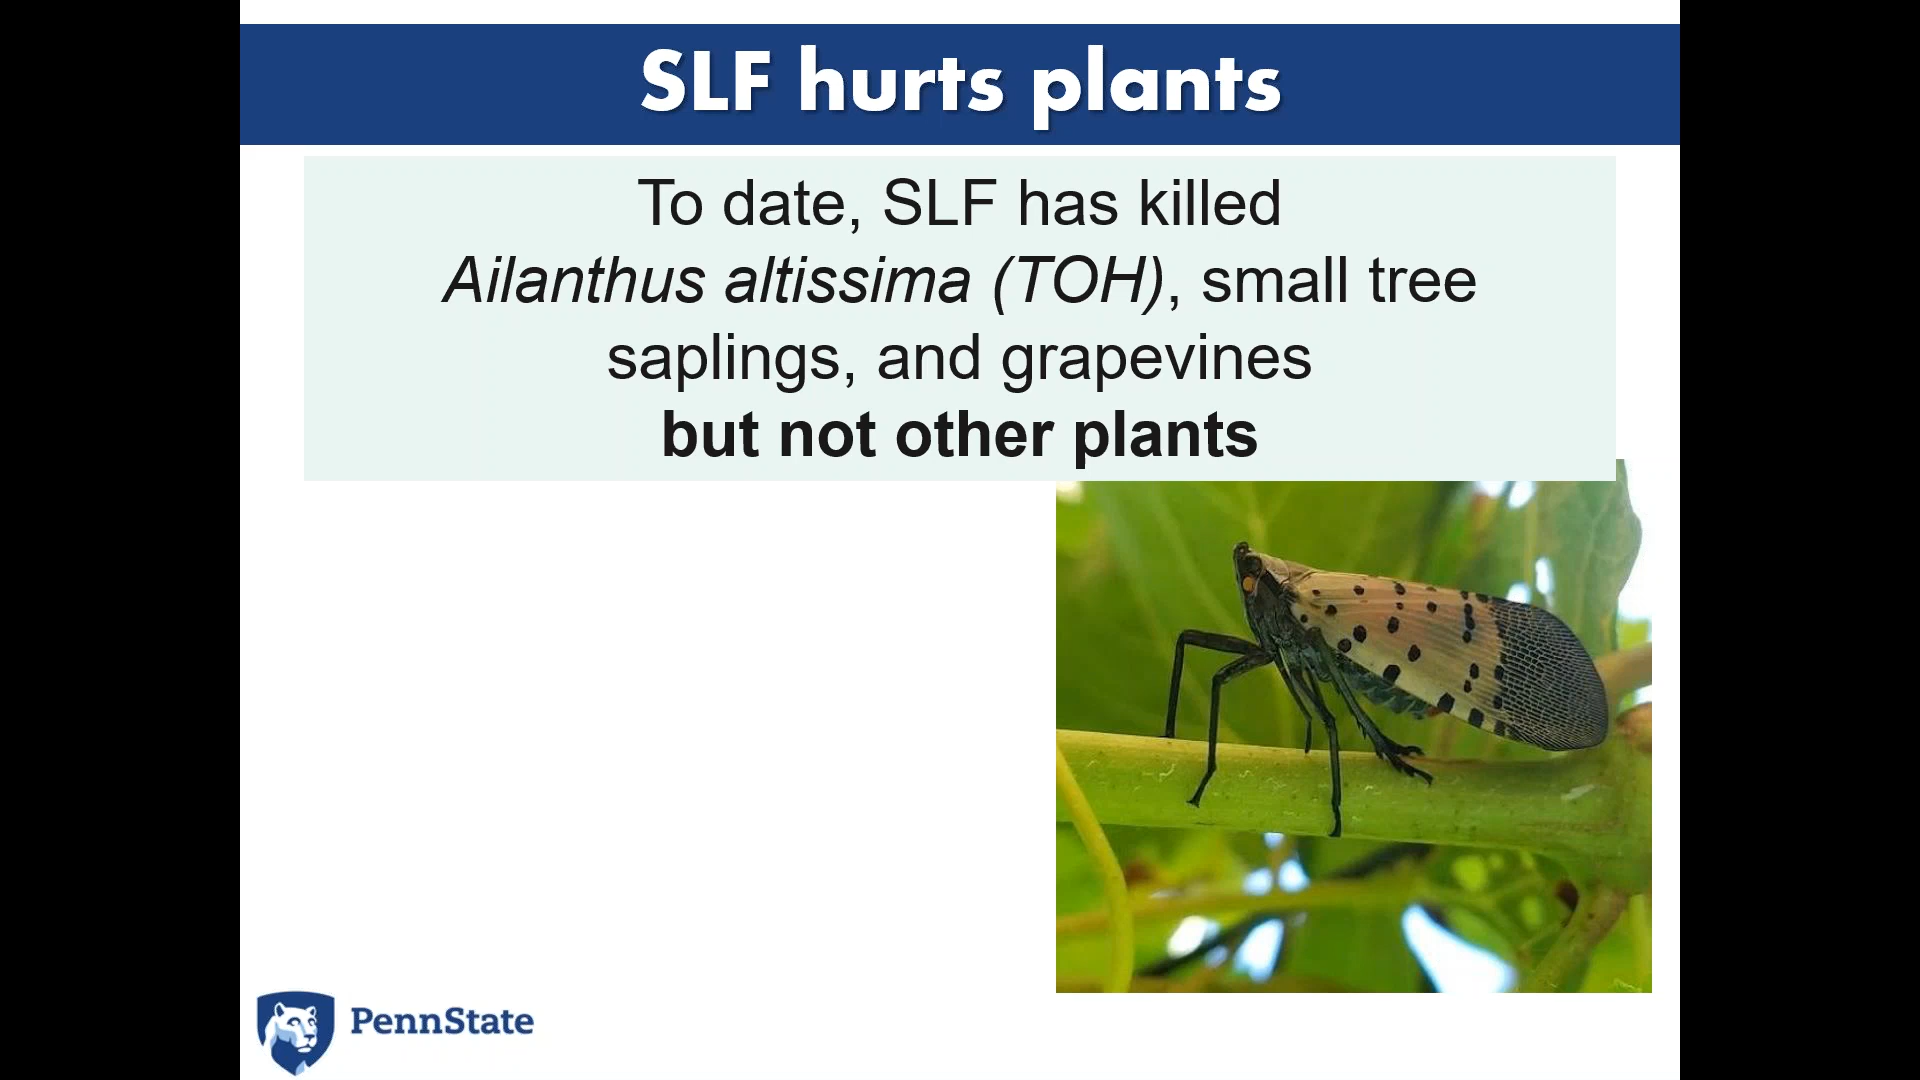 SLF hurts plants
To date, SLF has killed
Ailanthus altissima (TOH), small tree
saplings, and grapevines
but not other plants
PennState